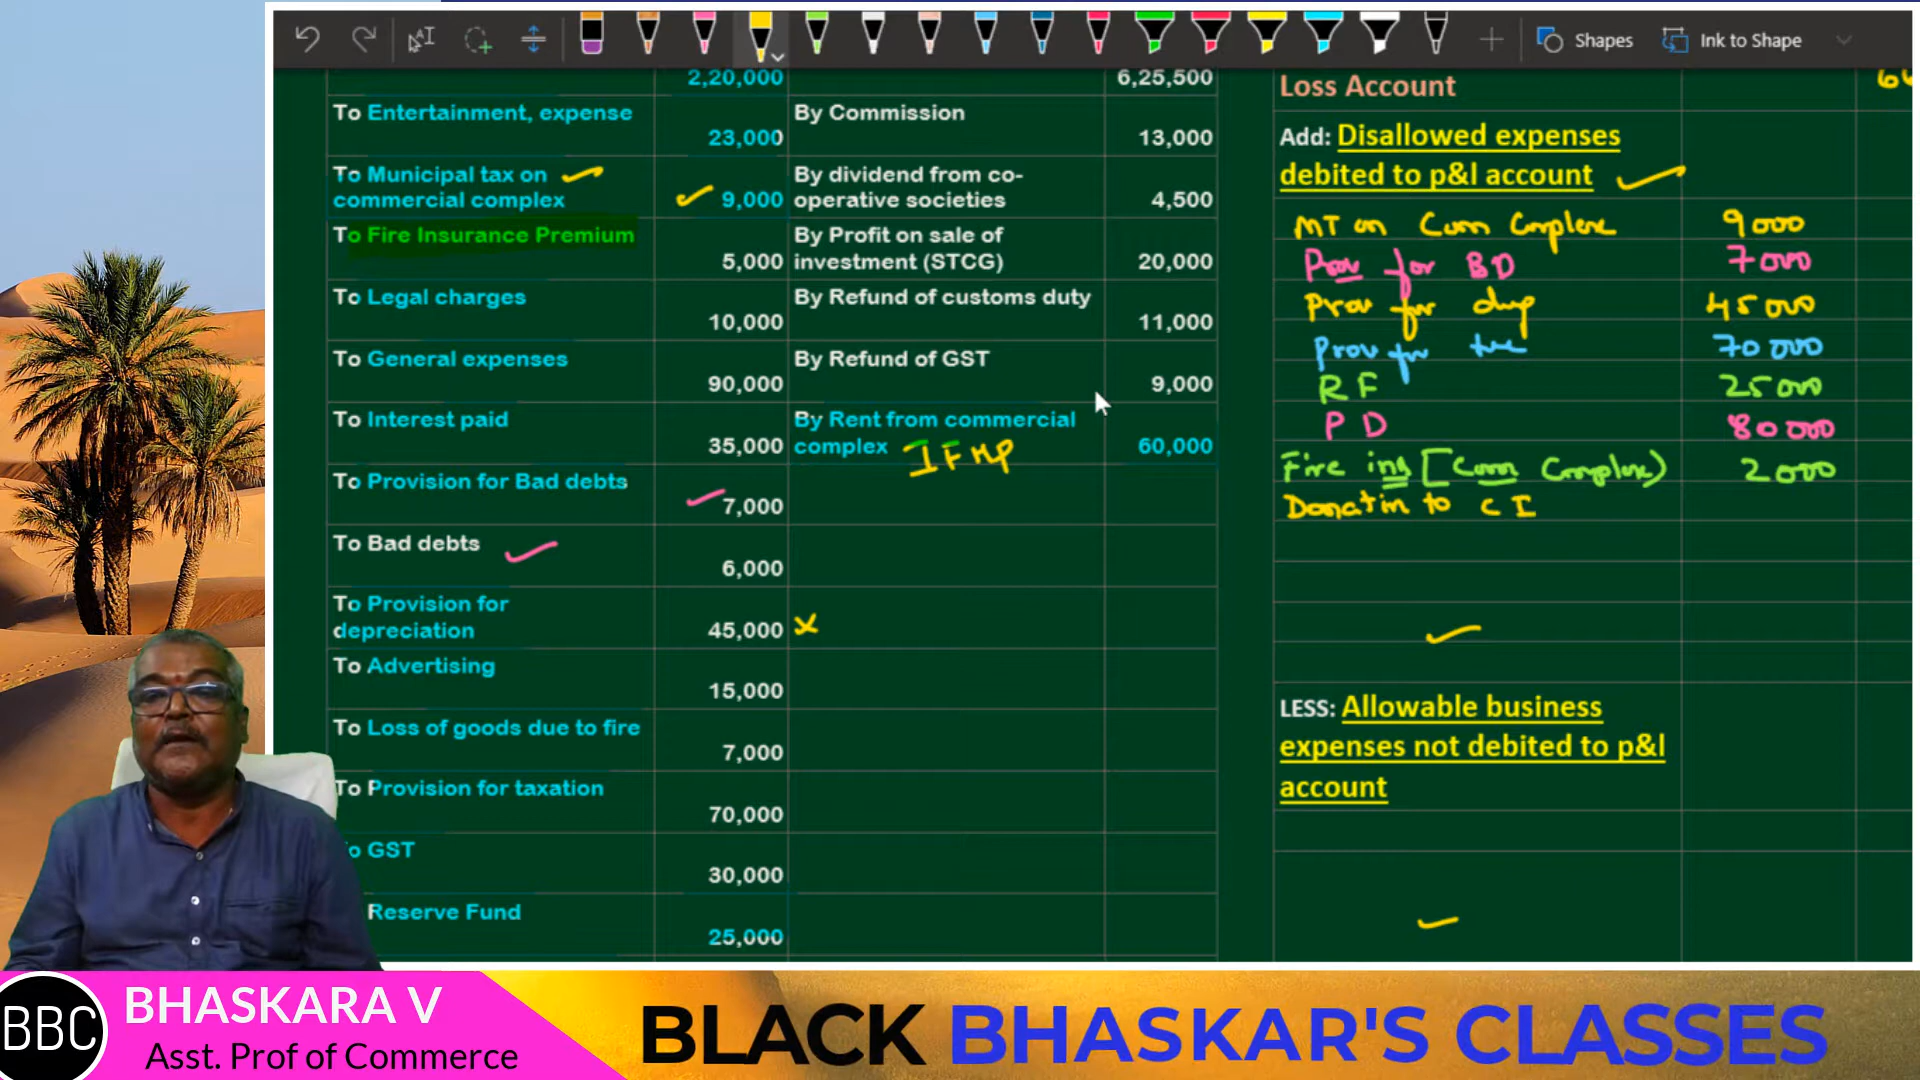 Shapes
Ink to Shape
2,20,000
6,25,500
To Entertainment, expense
23,000
By Commission
13,000
To Municipal tax on
commercial complex
9,000
By dividend from co-
operative societies
4,500
To Fire Insurance Premium
5,000
By Profit on sale of
investment (STCG)
20,000
To Legal charges
10,000
By Refund of customs duty
11,000
To General expenses
90,000
By Refund of GST
9,000
To Interest paid
35,000
By Rent from commercial
complex IFHP
60,000
To Provision for Bad debts
7,000
To Bad debts
6,000
To Provision for
depreciation
45,000
To Advertising
15,000
To Loss of goods due to fire
7,000
To Provision for taxation
70,000
o GST
30,000
Reserve Fund
25,000
Loss Account
Add: Disallowed expenses
debited to p&l account
MT on Com Complex 9000
Prov for BD 7000
Prov for dep 45000
Prov for tax 70000
RF 25000
PD 80000
Fire ins [Com Complex) 2000
Donatin to CI
LESS: Allowable business
expenses not debited to p&l
account
BBC
BHASKARA V
Asst. Prof of Commerce
BLACK BHASKAR'S CLASSES